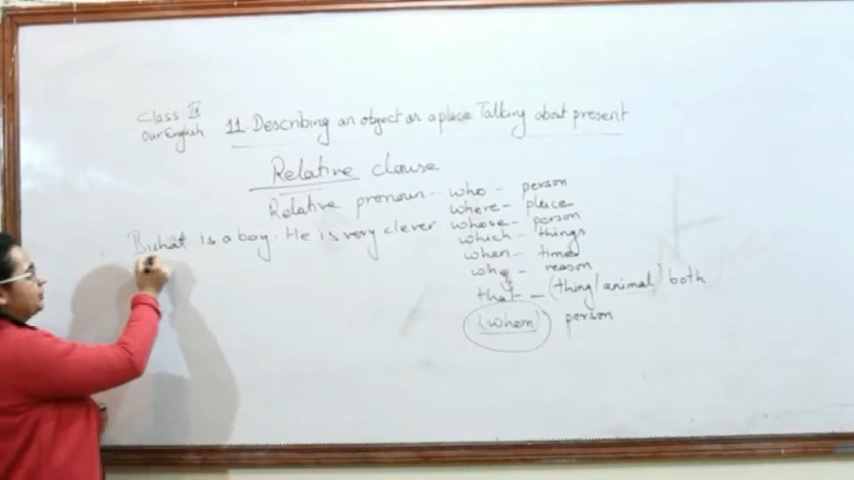 Class IX
Our English
11. Describing an object or a place Talking about present
Relative clause
Relative pronoun - who - person
where - place
Bishat is a boy. He is very clever
whose - person
which - things
when - time
why - reason
that - (thing/animal) both
(whom) person